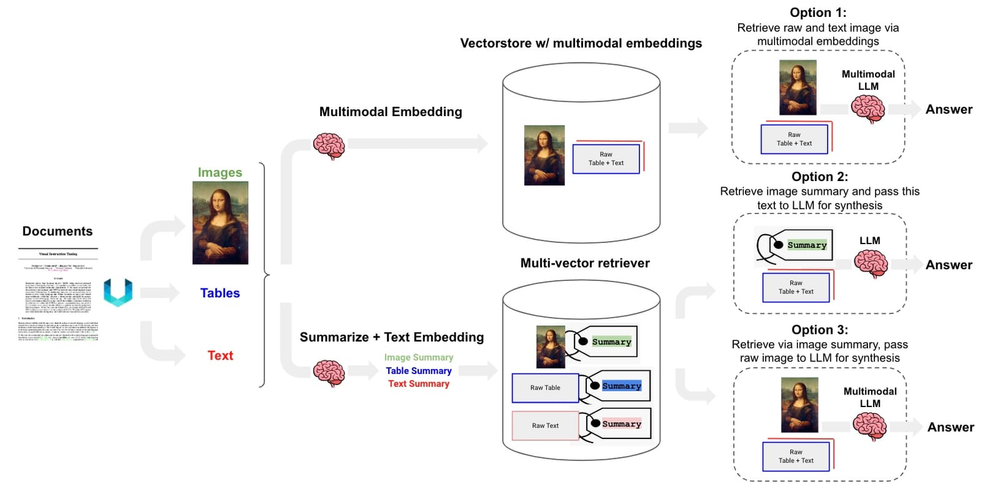 Documents
Visual Instruction Tuning
Images
Tables
Text
Multimodal Embedding
Summarize + Text Embedding
Image Summary
Table Summary
Text Summary
Vectorstore w/ multimodal embeddings
Raw
Table + Text
Multi-vector retriever
Summary
Raw Table
Summary
Raw Text
Summary
Option 1:
Retrieve raw and text image via
multimodal embeddings
Multimodal
LLM
Raw
Table + Text
Answer
Option 2:
Retrieve image summary and pass this
text to LLM for synthesis
Summary
LLM
Raw
Table + Text
Answer
Option 3:
Retrieve via image summary, pass
raw image to LLM for synthesis
Multimodal
LLM
Raw
Table + Text
Answer